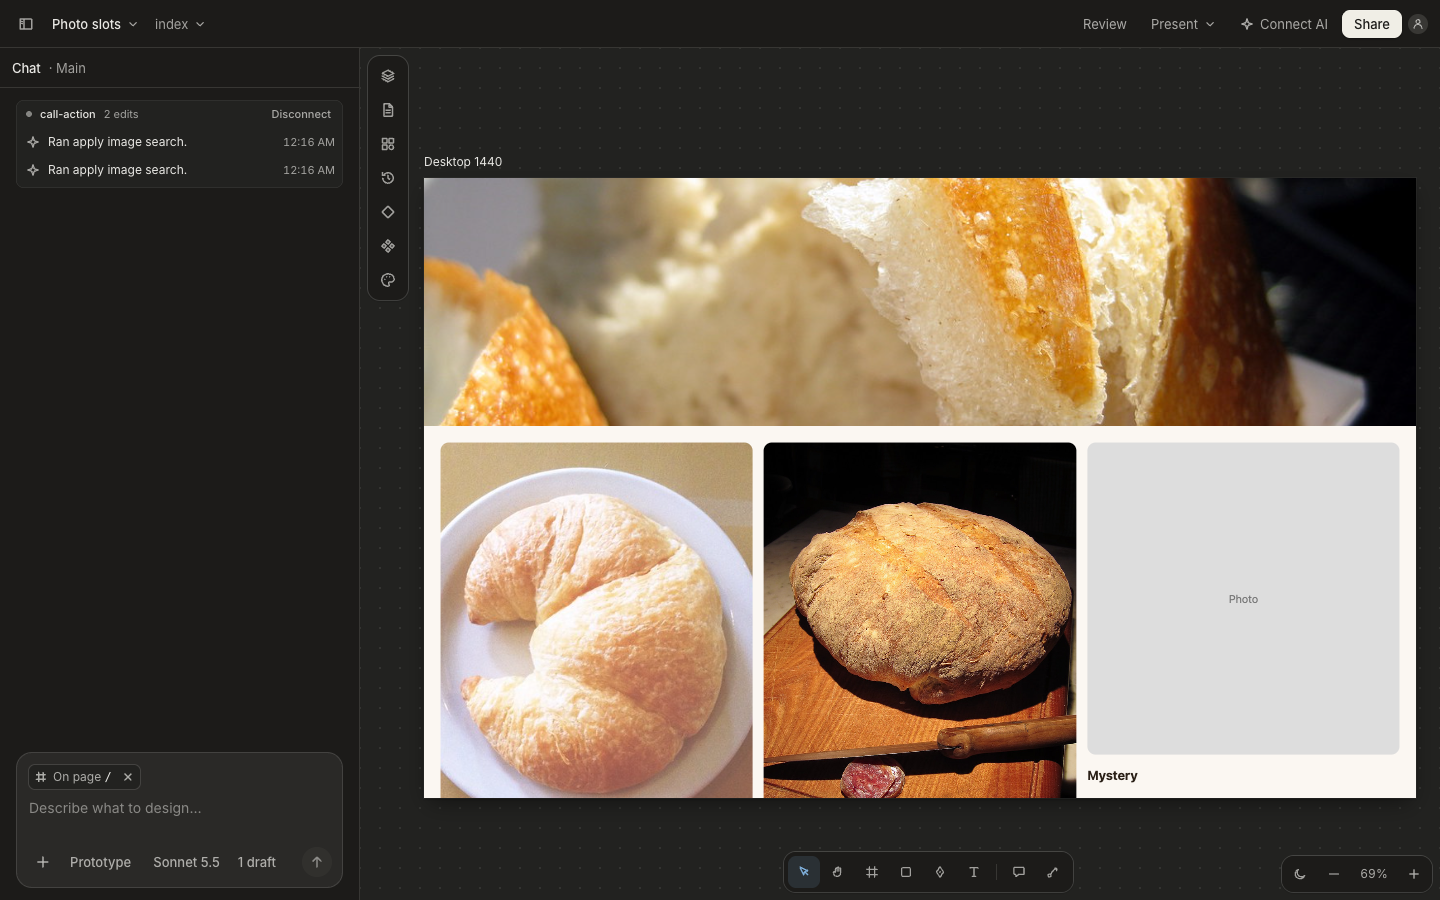 Photo slots
index
Review
Present
Connect AI
Share
Chat · Main
call-action 2 edits Disconnect
Ran apply image search. 12:16 AM
Ran apply image search. 12:16 AM
Desktop 1440
Photo
Mystery
On page /
Describe what to design...
Prototype Sonnet 5.5 1 draft
69%